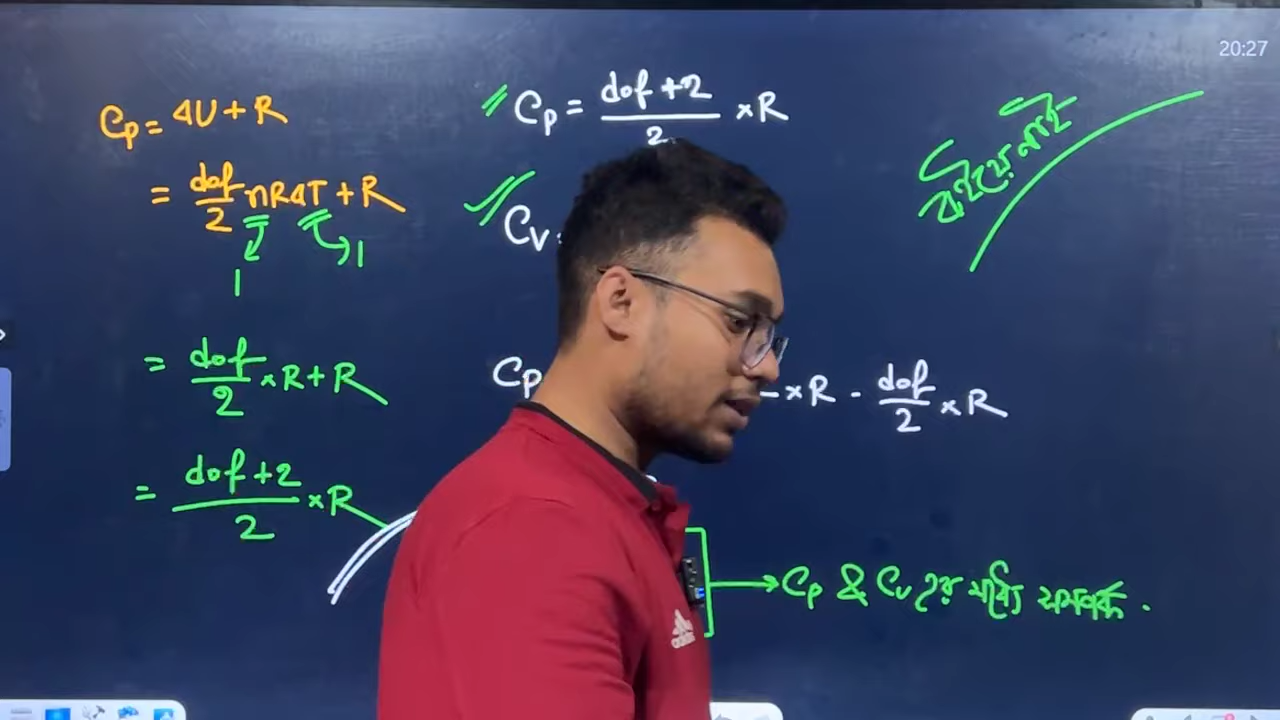 20:27
Cp = ΔU + R
= dof/2 nRΔT + R
1
1
= dof/2 × R + R
= dof+2/2 × R
Cp = dof+2/2 × R
Cv =
বইয়ে নাই
Cp × R - dof/2 × R
→ Cp & Cv এর মধ্যে সম্পর্ক.
adidas